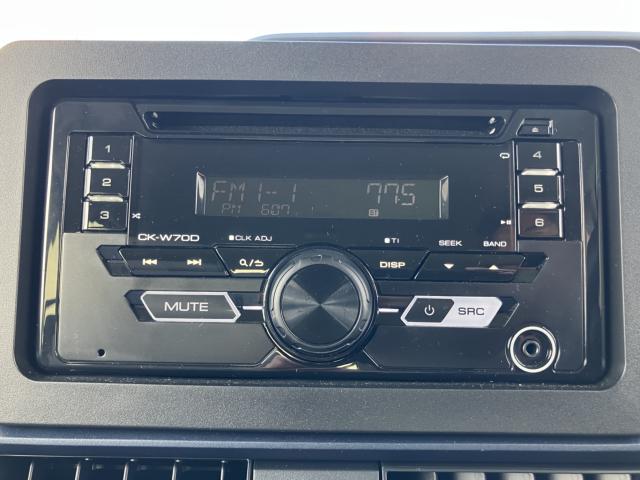 1
2
3
4
5
6
FM1-1 77.5
PM 6:07
CK-W70D
CLK ADJ
TI
SEEK
BAND
DISP
MUTE
SRC